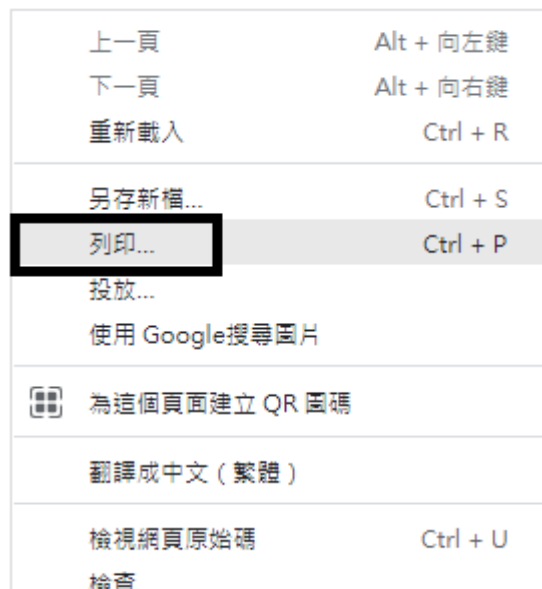 上一頁 Alt + 向左鍵
下一頁 Alt + 向右鍵
重新載入 Ctrl + R
另存新檔... Ctrl + S
列印... Ctrl + P
投放...
使用 Google搜尋圖片
為這個頁面建立 QR 圖碼
翻譯成中文（繁體）
檢視網頁原始碼 Ctrl + U
檢查